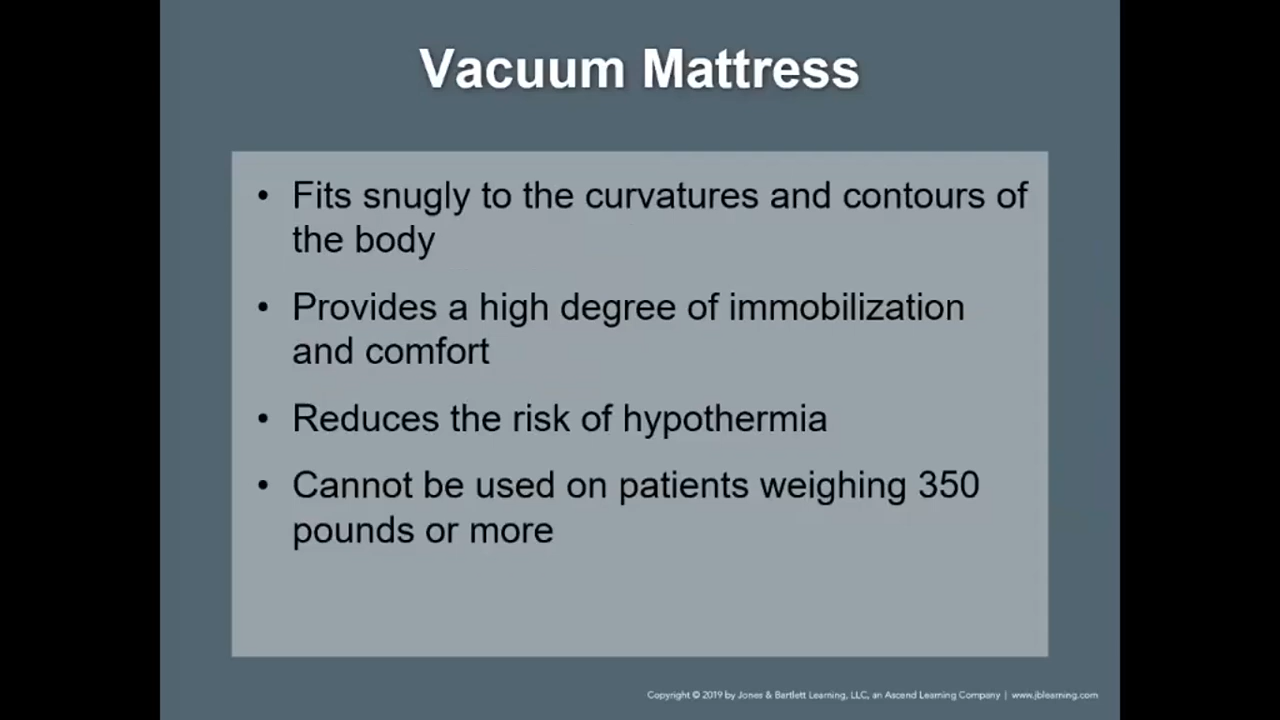 Vacuum Mattress
• Fits snugly to the curvatures and contours of
the body
• Provides a high degree of immobilization
and comfort
• Reduces the risk of hypothermia
• Cannot be used on patients weighing 350
pounds or more
Copyright © 2019 by Jones & Bartlett Learning, LLC, an Ascend Learning Company | www.jblearning.com